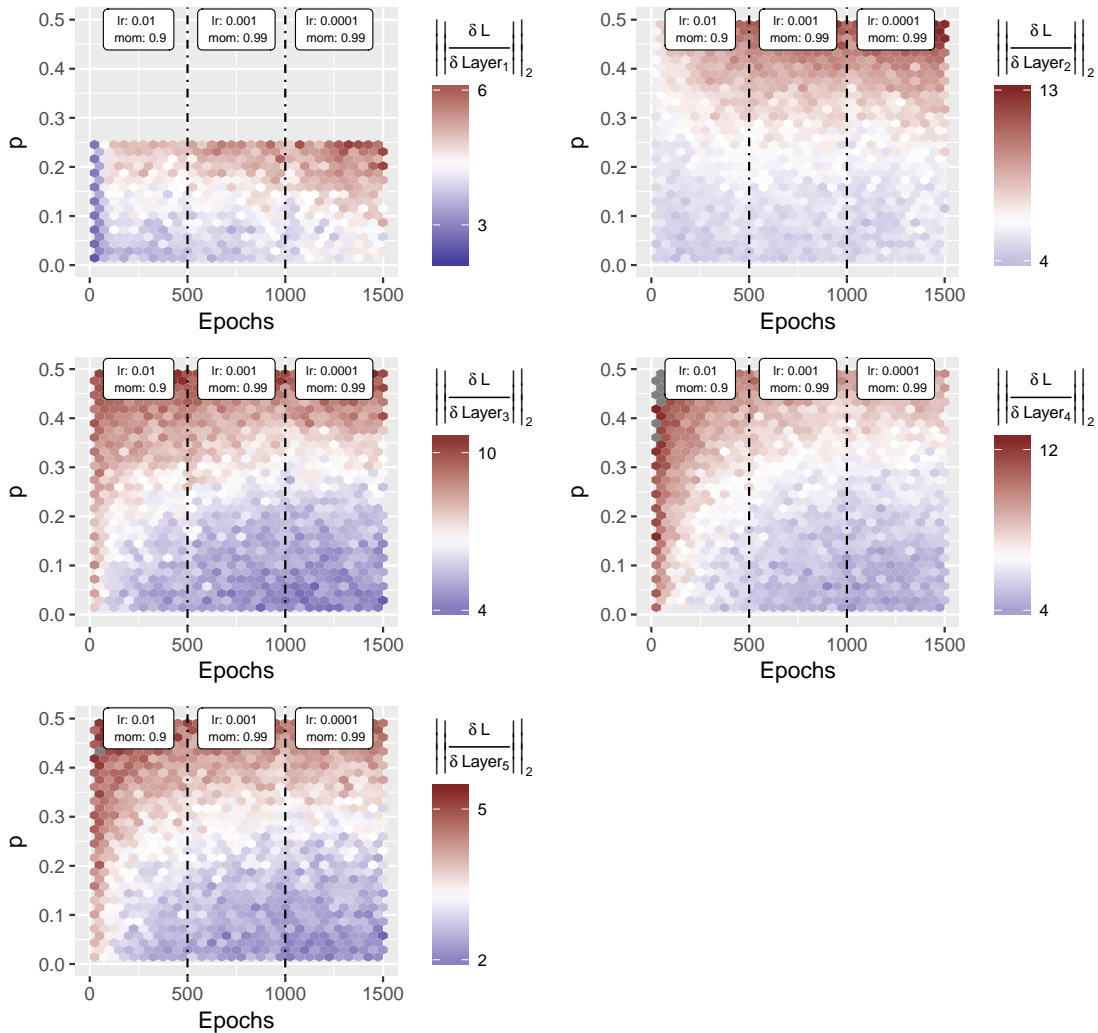 lr: 0.01 lr: 0.001 lr: 0.0001
mom: 0.9 mom: 0.99 mom: 0.99
0.5
0.4
0.3
0.2
0.1
0.0
p
0 500 1000 1500
Epochs
|| δ L
δ Layer1 ||2
6
3
lr: 0.01 lr: 0.001 lr: 0.0001
mom: 0.9 mom: 0.99 mom: 0.99
0.5
0.4
0.3
0.2
0.1
0.0
p
0 500 1000 1500
Epochs
|| δ L
δ Layer2 ||2
13
4
lr: 0.01 lr: 0.001 lr: 0.0001
mom: 0.9 mom: 0.99 mom: 0.99
0.5
0.4
0.3
0.2
0.1
0.0
p
0 500 1000 1500
Epochs
|| δ L
δ Layer3 ||2
10
4
lr: 0.01 lr: 0.001 lr: 0.0001
mom: 0.9 mom: 0.99 mom: 0.99
0.5
0.4
0.3
0.2
0.1
0.0
p
0 500 1000 1500
Epochs
|| δ L
δ Layer4 ||2
12
4
lr: 0.01 lr: 0.001 lr: 0.0001
mom: 0.9 mom: 0.99 mom: 0.99
0.5
0.4
0.3
0.2
0.1
0.0
p
0 500 1000 1500
Epochs
|| δ L
δ Layer5 ||2
5
2